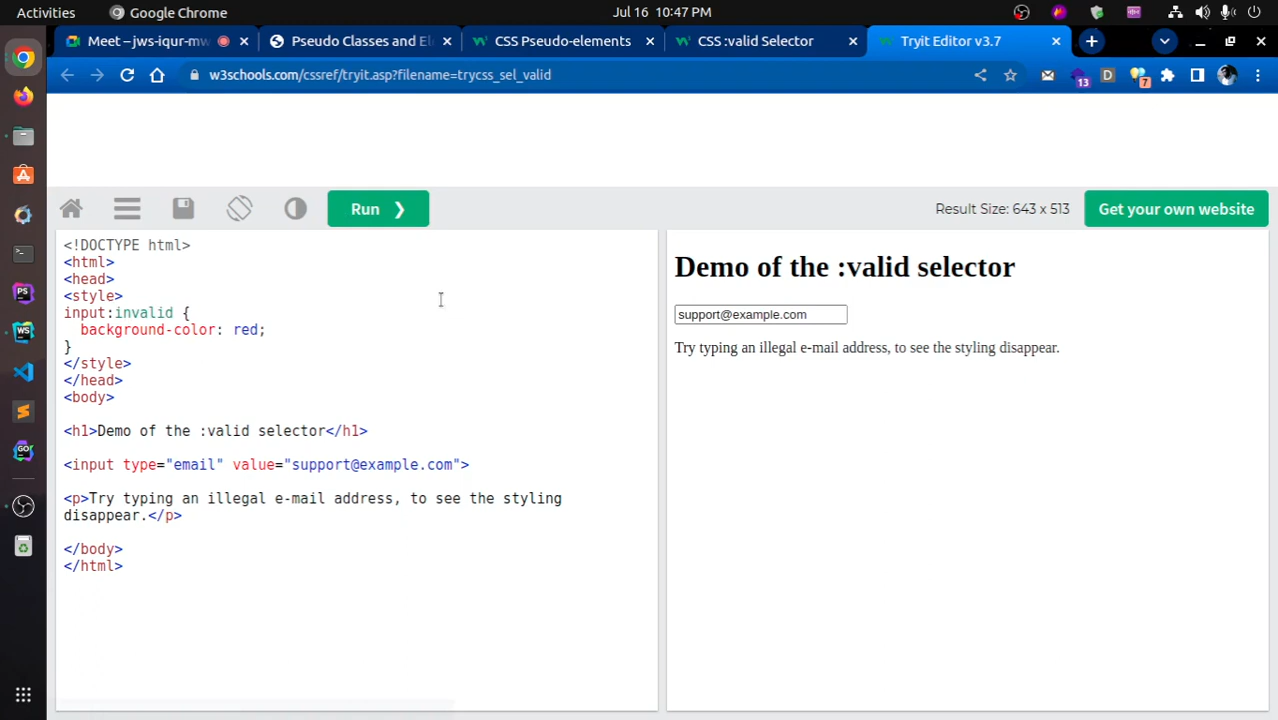 Activities
Google Chrome
Jul 16 10:47 PM
Meet – jws-iqur-mw
Pseudo Classes and El
CSS Pseudo-elements
CSS :valid Selector
Tryit Editor v3.7
w3schools.com/cssref/tryit.asp?filename=trycss_sel_valid
13
D
7
Run ❯
Result Size: 643 x 513
Get your own website
<!DOCTYPE html>
<html>
<head>
<style>
input:invalid {
  background-color: red;
}
</style>
</head>
<body>
<h1>Demo of the :valid selector</h1>
<input type="email" value="support@example.com">
<p>Try typing an illegal e-mail address, to see the styling
disappear.</p>
</body>
</html>
Demo of the :valid selector
support@example.com
Try typing an illegal e-mail address, to see the styling disappear.
PS
WS
GO